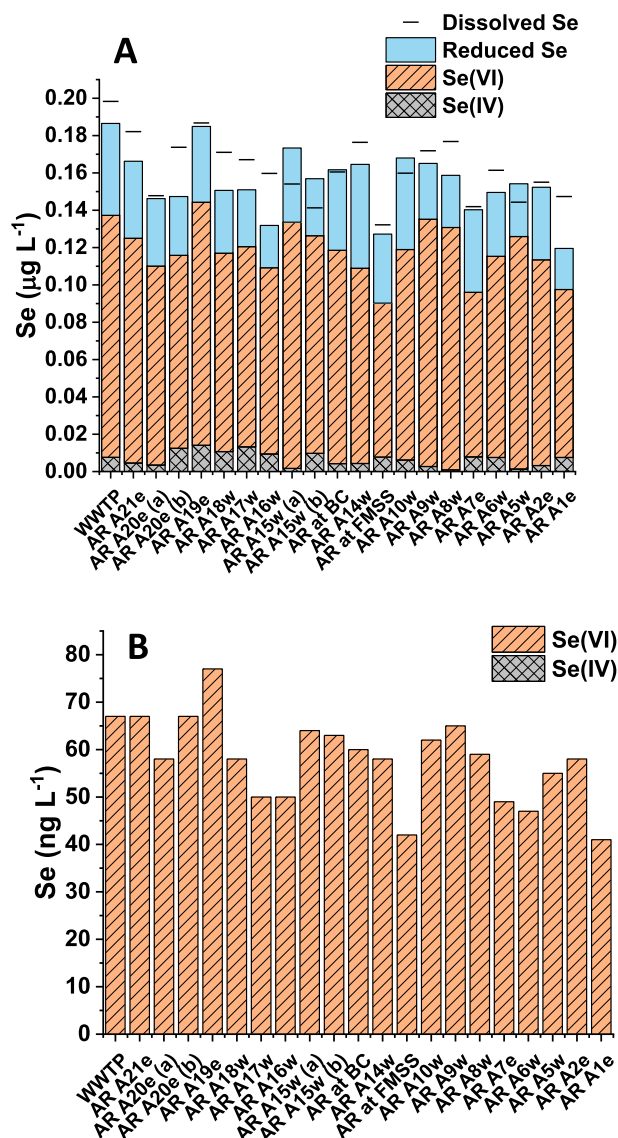 A
Dissolved Se
Reduced Se
Se(VI)
Se(IV)
Se (µg L-1)
0.20
0.18
0.16
0.14
0.12
0.10
0.08
0.06
0.04
0.02
0.00
WWTP
AR A21e
AR A20e (a)
AR A20e (b)
AR A19e
AR A18w
AR A17w
AR A16w
AR A15w (a)
AR A15w (b)
AR at BC
AR A14w
AR at FMSS
AR A10w
AR A9w
AR A8w
AR A7e
AR A6w
AR A5w
AR A2e
AR A1e
B
Se(VI)
Se(IV)
Se (ng L-1)
80
70
60
50
40
30
20
10
0
WWTP
AR A21e
AR A20e (a)
AR A20e (b)
AR A19e
AR A18w
AR A17w
AR A16w
AR A15w (a)
AR A15w (b)
AR at BC
AR A14w
AR at FMSS
AR A10w
AR A9w
AR A8w
AR A7e
AR A6w
AR A5w
AR A2e
AR A1e